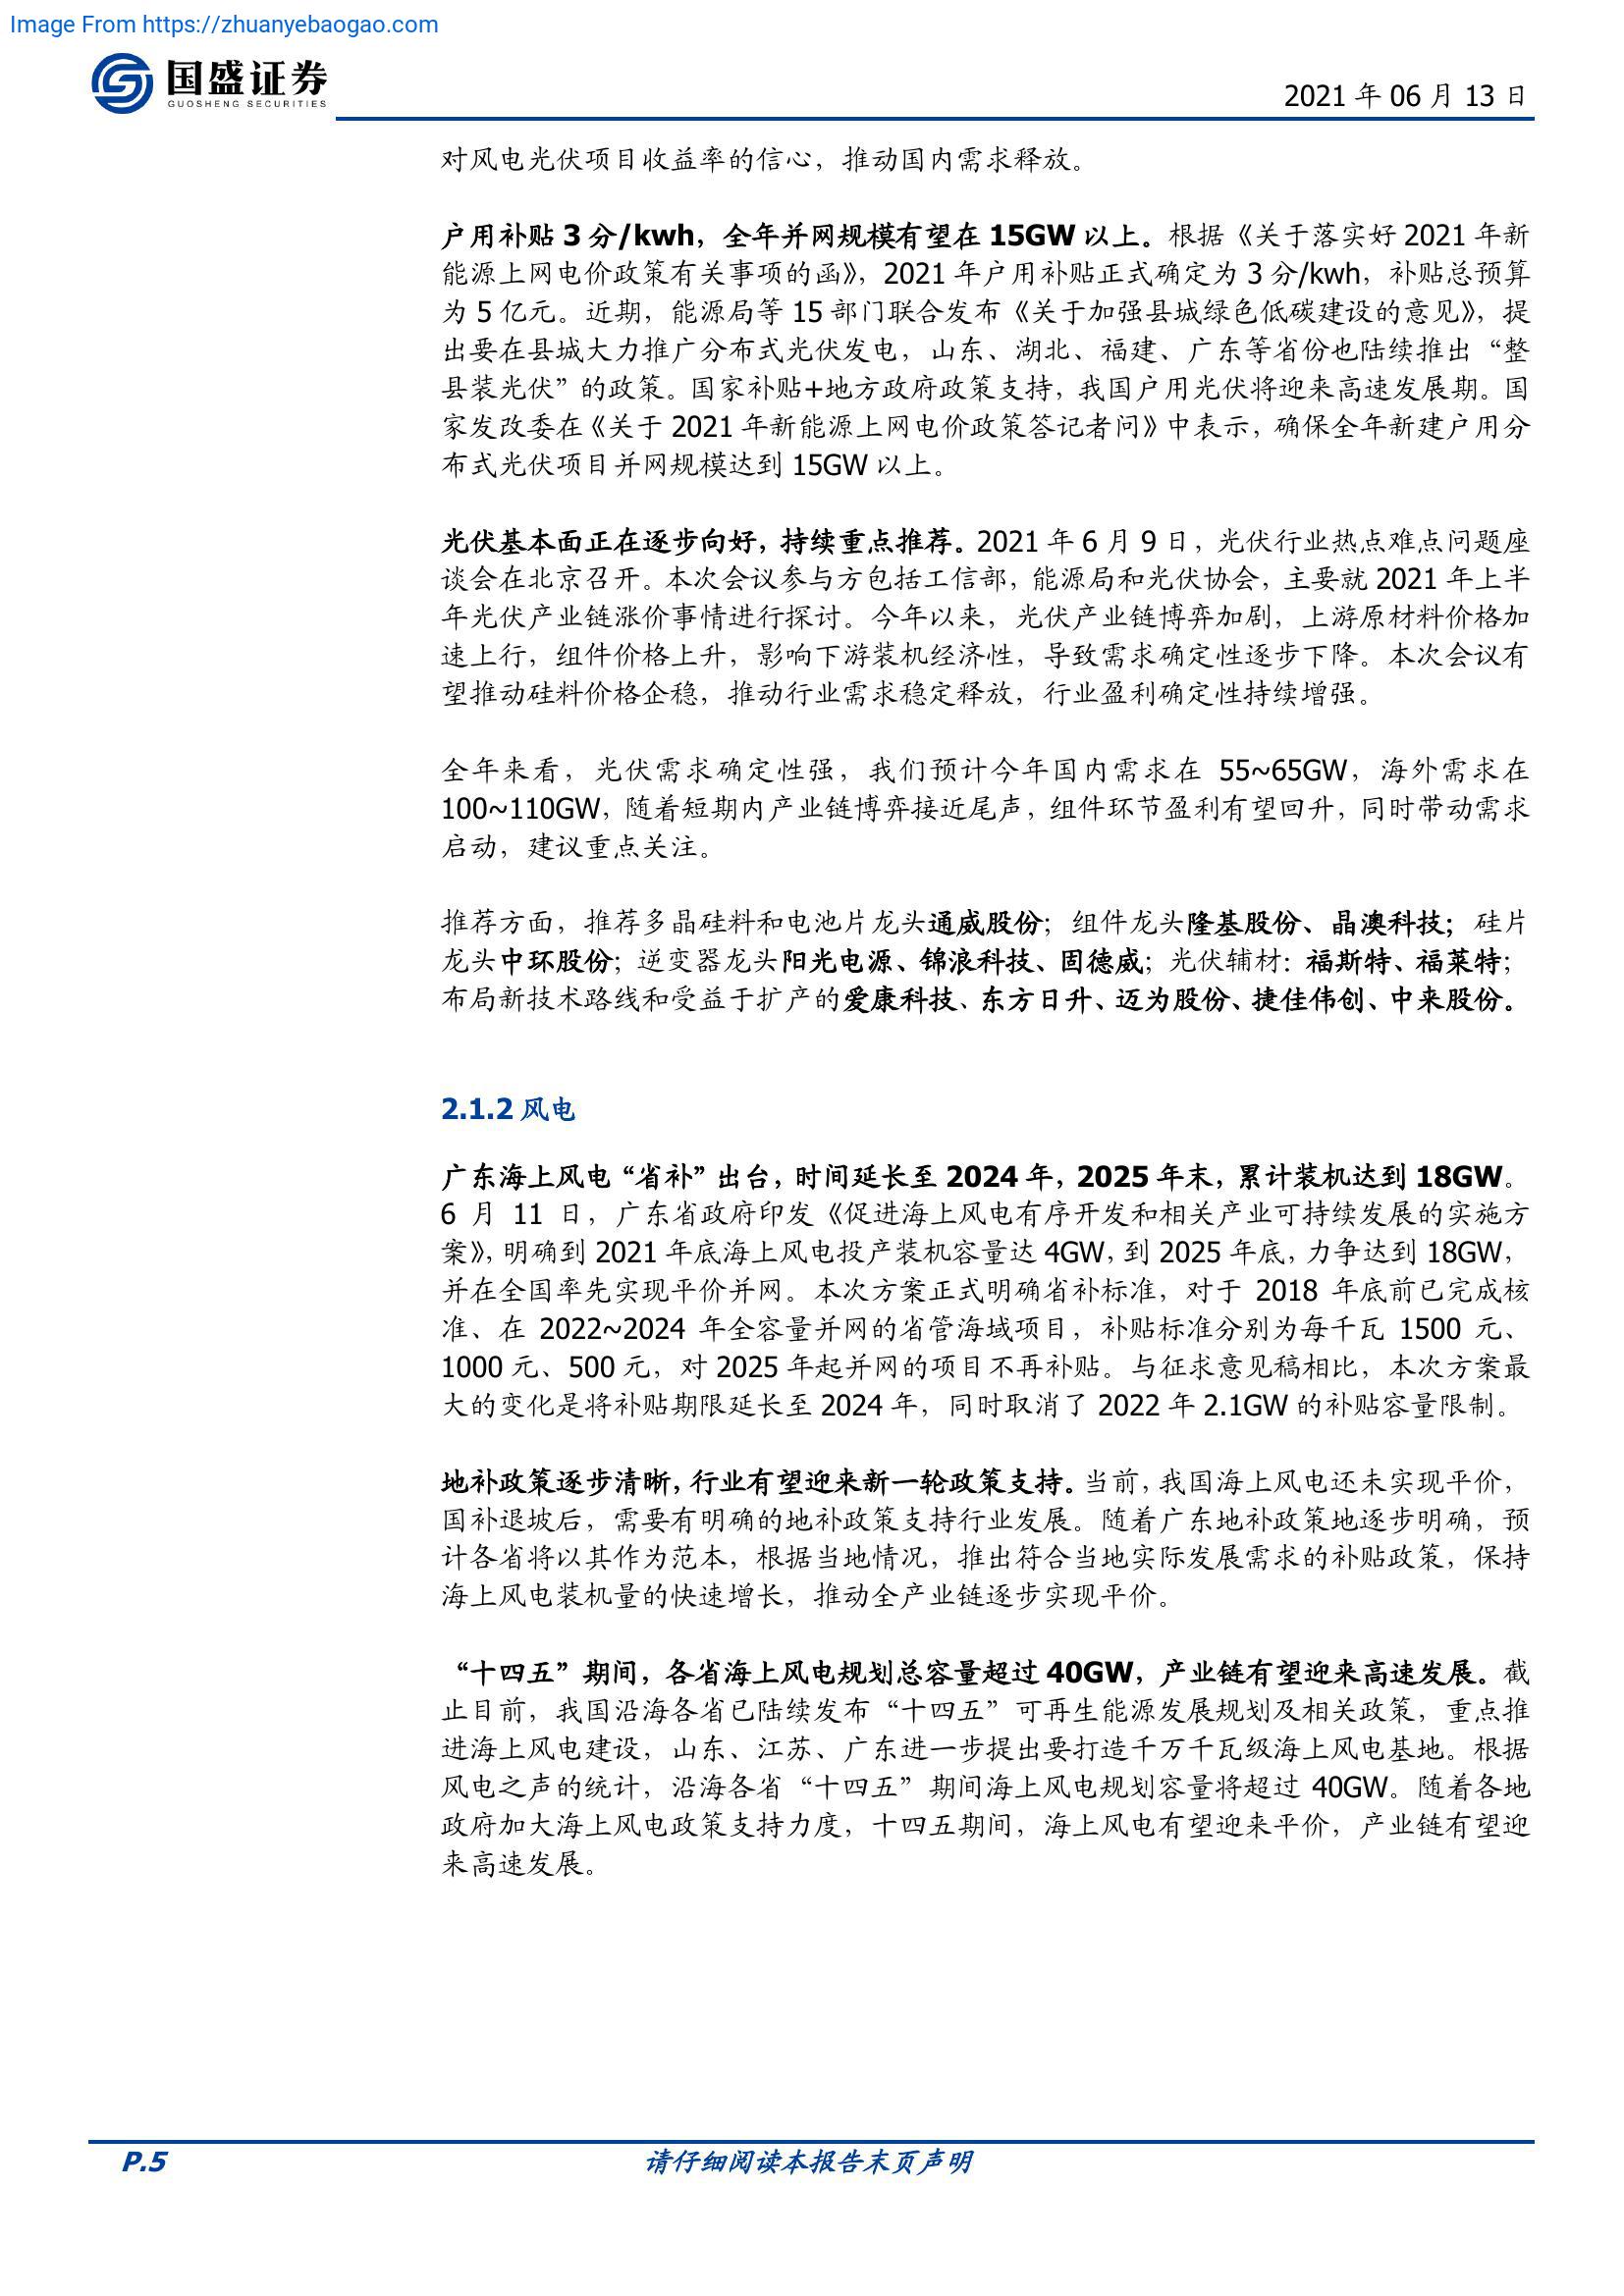 Image From https://zhuanyebaogao.com
国盛证券
GUOSHENG SECURITIES
2021 年 06 月 13 日
对风电光伏项目收益率的信心，推动国内需求释放。
户用补贴 3 分/kwh，全年并网规模有望在 15GW 以上。根据《关于落实好 2021 年新
能源上网电价政策有关事项的函》，2021 年户用补贴正式确定为 3 分/kwh，补贴总预算
为 5 亿元。近期，能源局等 15 部门联合发布《关于加强县城绿色低碳建设的意见》，提
出要在县城大力推广分布式光伏发电，山东、湖北、福建、广东等省份也陆续推出“整
县装光伏”的政策。国家补贴+地方政府政策支持，我国户用光伏将迎来高速发展期。国
家发改委在《关于 2021 年新能源上网电价政策答记者问》中表示，确保全年新建户用分
布式光伏项目并网规模达到 15GW 以上。
光伏基本面正在逐步向好，持续重点推荐。2021 年 6 月 9 日，光伏行业热点难点问题座
谈会在北京召开。本次会议参与方包括工信部，能源局和光伏协会，主要就 2021 年上半
年光伏产业链涨价事情进行探讨。今年以来，光伏产业链博弈加剧，上游原材料价格加
速上行，组件价格上升，影响下游装机经济性，导致需求确定性逐步下降。本次会议有
望推动硅料价格企稳，推动行业需求稳定释放，行业盈利确定性持续增强。
全年来看，光伏需求确定性强，我们预计今年国内需求在 55~65GW，海外需求在
100~110GW，随着短期内产业链博弈接近尾声，组件环节盈利有望回升，同时带动需求
启动，建议重点关注。
推荐方面，推荐多晶硅料和电池片龙头通威股份；组件龙头隆基股份、晶澳科技；硅片
龙头中环股份；逆变器龙头阳光电源、锦浪科技、固德威；光伏辅材：福斯特、福莱特；
布局新技术路线和受益于扩产的爱康科技、东方日升、迈为股份、捷佳伟创、中来股份。
2.1.2 风电
广东海上风电“省补”出台，时间延长至 2024 年，2025 年末，累计装机达到 18GW。
6 月 11 日，广东省政府印发《促进海上风电有序开发和相关产业可持续发展的实施方
案》，明确到 2021 年底海上风电投产装机容量达 4GW，到 2025 年底，力争达到 18GW，
并在全国率先实现平价并网。本次方案正式明确省补标准，对于 2018 年底前已完成核
准、在 2022~2024 年全容量并网的省管海域项目，补贴标准分别为每千瓦 1500 元、
1000 元、500 元，对 2025 年起并网的项目不再补贴。与征求意见稿相比，本次方案最
大的变化是将补贴期限延长至 2024 年，同时取消了 2022 年 2.1GW 的补贴容量限制。
地补政策逐步清晰，行业有望迎来新一轮政策支持。当前，我国海上风电还未实现平价，
国补退坡后，需要有明确的地补政策支持行业发展。随着广东地补政策地逐步明确，预
计各省将以其作为范本，根据当地情况，推出符合当地实际发展需求的补贴政策，保持
海上风电装机量的快速增长，推动全产业链逐步实现平价。
“十四五”期间，各省海上风电规划总容量超过 40GW，产业链有望迎来高速发展。截
止目前，我国沿海各省已陆续发布“十四五”可再生能源发展规划及相关政策，重点推
进海上风电建设，山东、江苏、广东进一步提出要打造千万千瓦级海上风电基地。根据
风电之声的统计，沿海各省“十四五”期间海上风电规划容量将超过 40GW。随着各地
政府加大海上风电政策支持力度，十四五期间，海上风电有望迎来平价，产业链有望迎
来高速发展。
P.5
请仔细阅读本报告末页声明